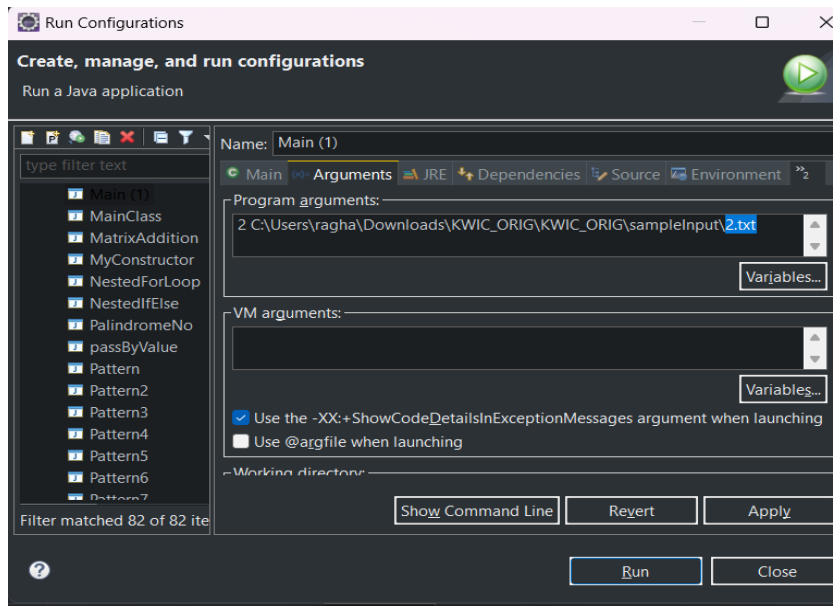 Run Configurations
Create, manage, and run configurations
Run a Java application
type filter text
Main (1)
MainClass
MatrixAddition
MyConstructor
NestedForLoop
NestedIfElse
PalindromeNo
passByValue
Pattern
Pattern2
Pattern3
Pattern4
Pattern5
Pattern6
Pattern7
Filter matched 82 of 82 ite
Name: Main (1)
Main Arguments JRE Dependencies Source Environment »2
Program arguments:
2 C:\Users\ragha\Downloads\KWIC_ORIG\KWIC_ORIG\sampleInput\2.txt
Variables...
VM arguments:
Variables...
Use the -XX:+ShowCodeDetailsInExceptionMessages argument when launching
Use @argfile when launching
Working directory:
Show Command Line Revert Apply
Run Close